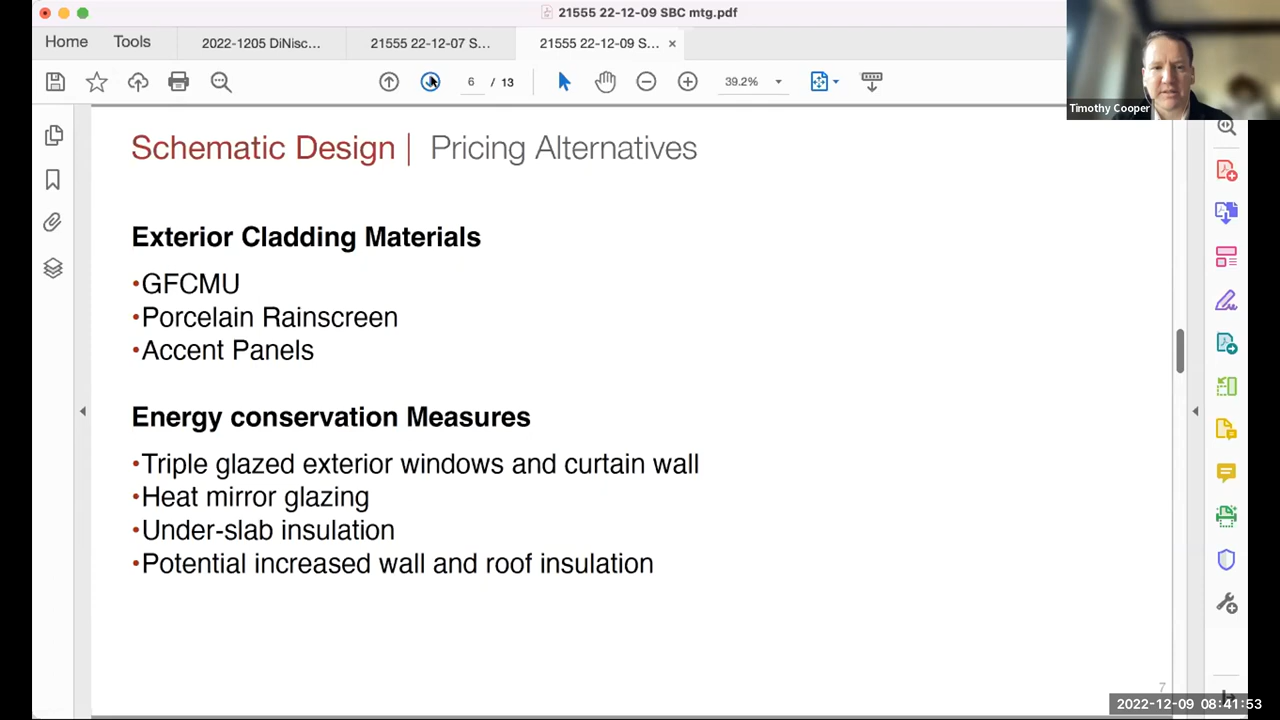 21555 22-12-09 SBC mtg.pdf
Home
Tools
2022-1205 DiNisc...
21555 22-12-07 S...
21555 22-12-09 S...
6 / 13
39.2%
Timothy Cooper
Schematic Design | Pricing Alternatives
Exterior Cladding Materials
•GFCMU
•Porcelain Rainscreen
•Accent Panels
Energy conservation Measures
•Triple glazed exterior windows and curtain wall
•Heat mirror glazing
•Under-slab insulation
•Potential increased wall and roof insulation
7
2022-12-09 08:41:53